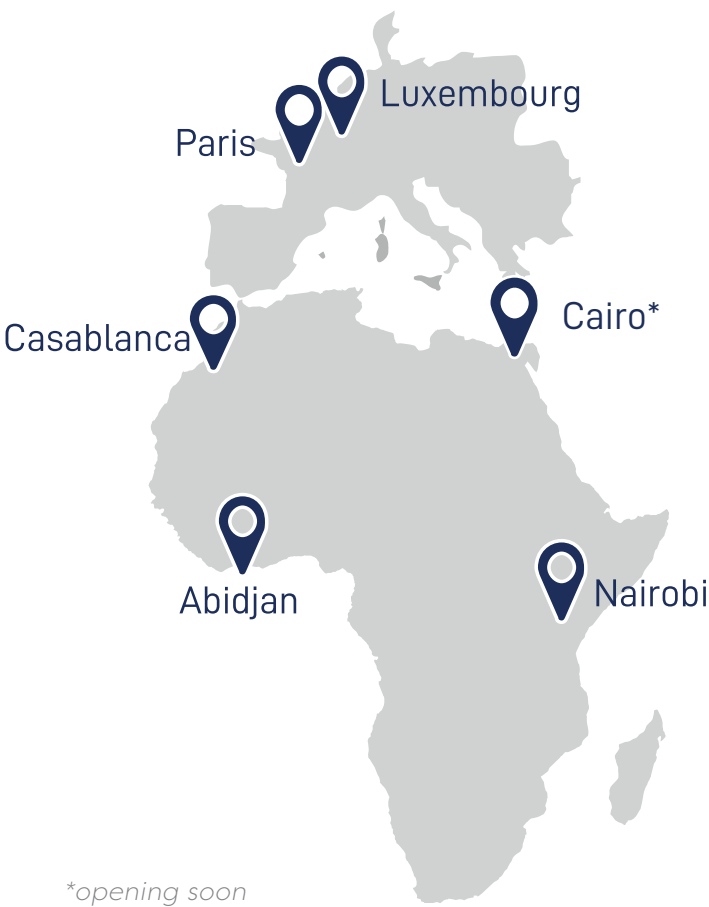 Luxembourg
Paris
Cairo*
Casablanca
Nairobi
Abidjan
*opening soon